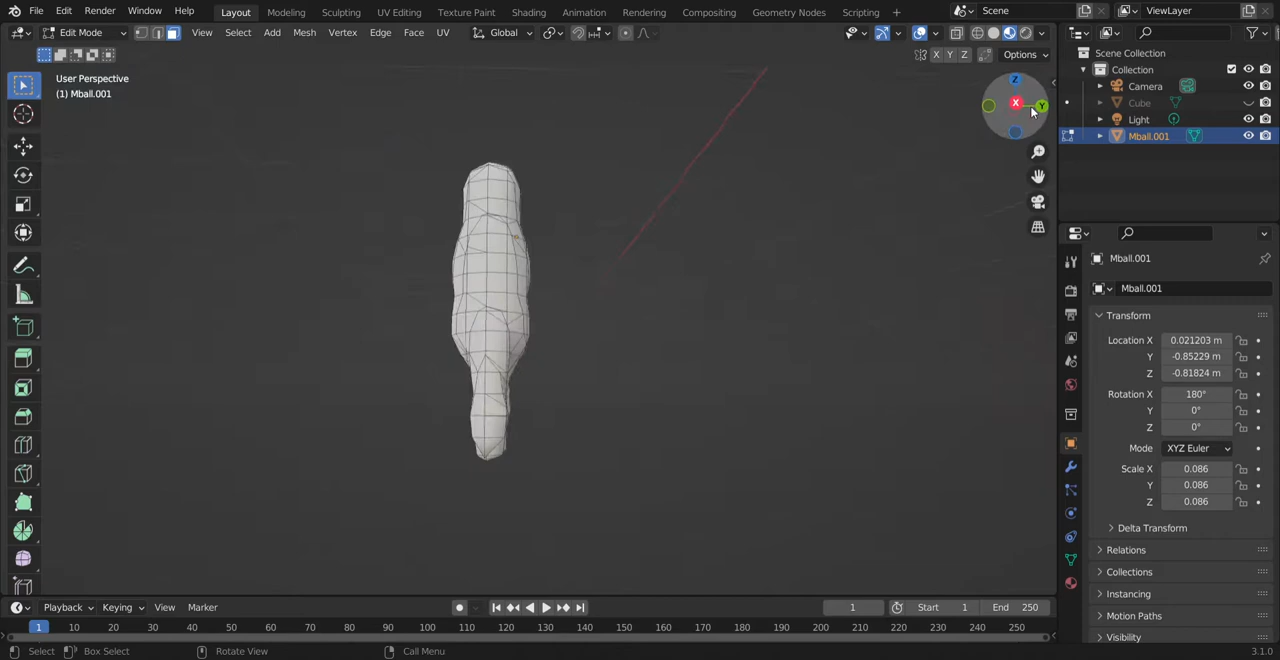 File Edit Render Window Help Layout Modeling Sculpting UV Editing Texture Paint Shading Animation Rendering Compositing Geometry Nodes Scripting + Scene ViewLayer
Edit Mode View Select Add Mesh Vertex Edge Face UV Global
X Y Z Options
User Perspective
(1) Mball.001
Z
X
Y
Scene Collection
Collection
Camera
Cube
Light
Mball.001
Mball.001
Mball.001
Transform
Location X 0.021203 m
Y -0.85229 m
Z -0.81824 m
Rotation X 180°
Y 0°
Z 0°
Mode XYZ Euler
Scale X 0.086
Y 0.086
Z 0.086
Delta Transform
Relations
Collections
Instancing
Motion Paths
Visibility
Playback Keying View Marker 1 Start 1 End 250
1 10 20 30 40 50 60 70 80 90 100 110 120 130 140 150 160 170 180 190 200 210 220 230 240 250
Select Box Select Rotate View Call Menu 3.1.0